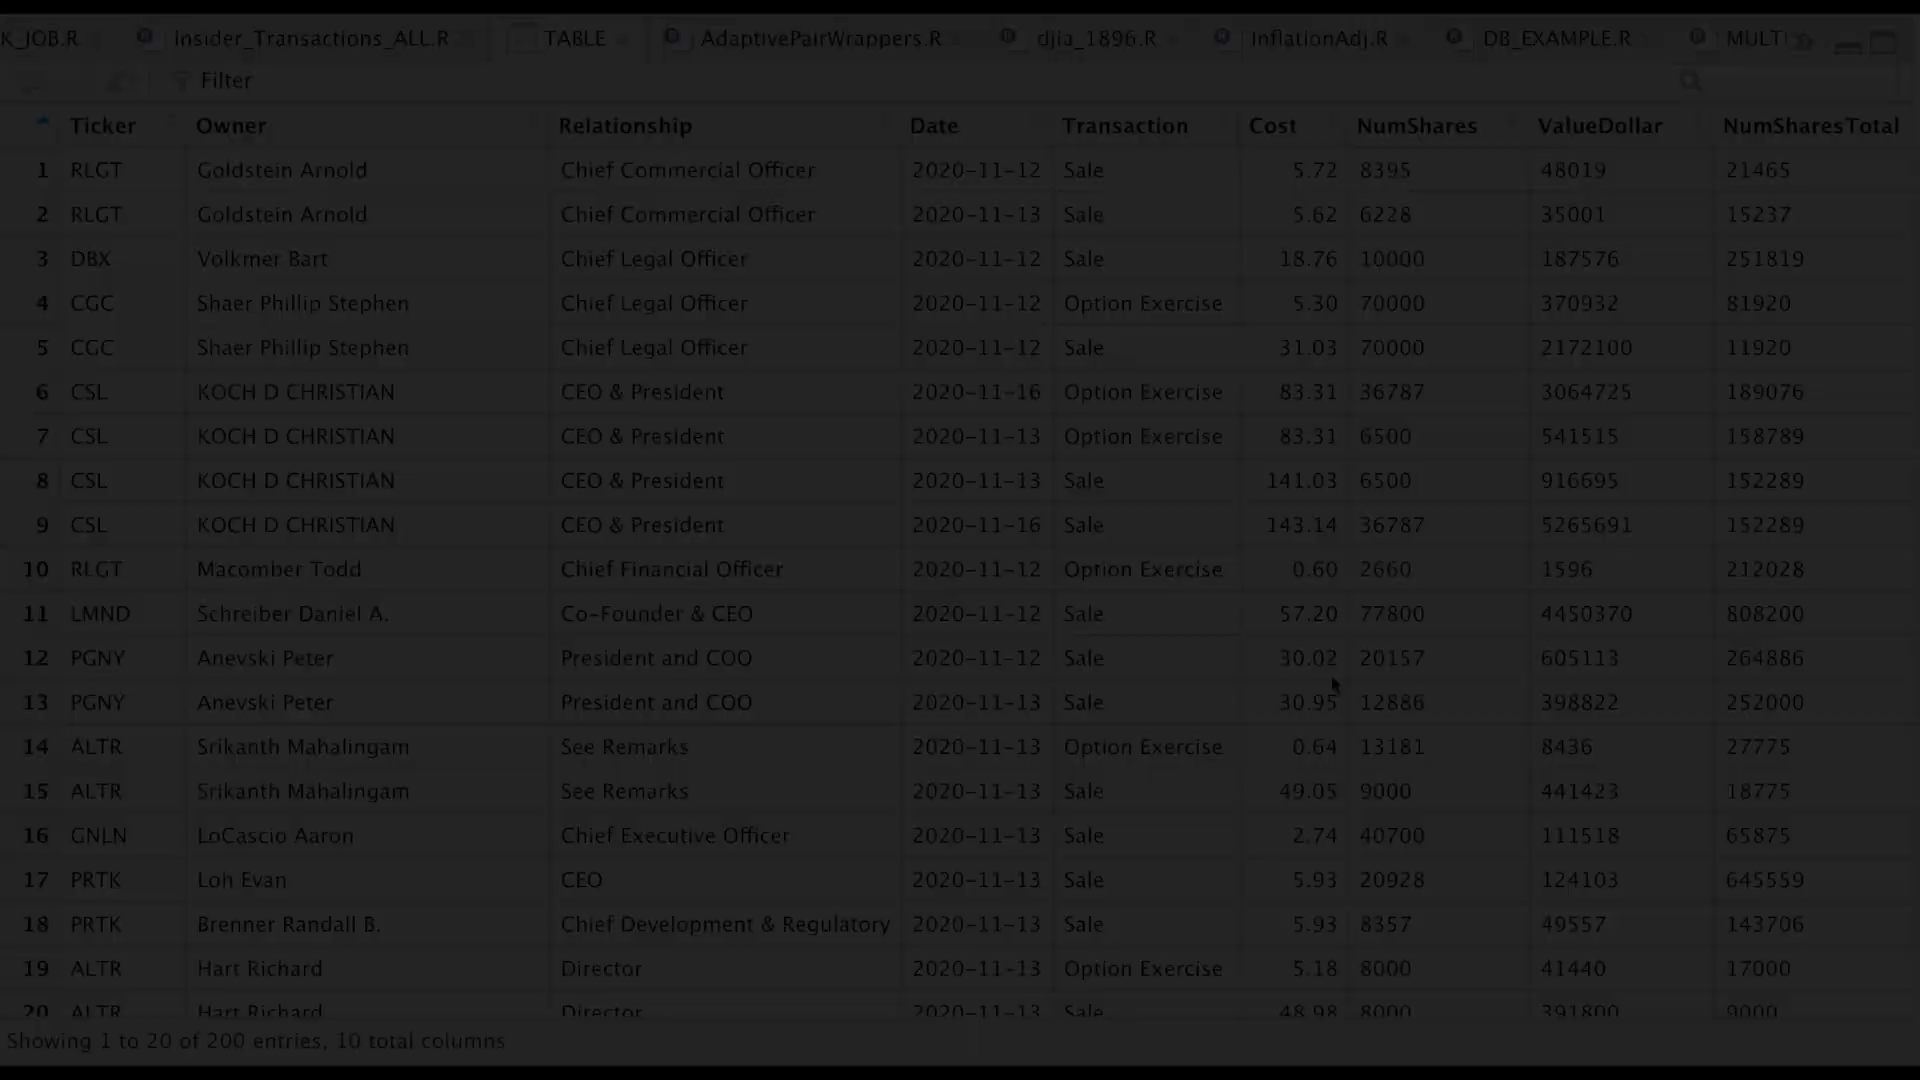 K_JOB.R Insider_Transactions_ALL.R TABLE AdaptivePairWrappers.R djia_1896.R InflationAdj.R DB_EXAMPLE.R MULTI
Filter
Ticker Owner Relationship Date Transaction Cost NumShares ValueDollar NumSharesTotal
1 RLGT Goldstein Arnold Chief Commercial Officer 2020-11-12 Sale 5.72 8395 48019 21465
2 RLGT Goldstein Arnold Chief Commercial Officer 2020-11-13 Sale 5.62 6228 35001 15237
3 DBX Volkmer Bart Chief Legal Officer 2020-11-12 Sale 18.76 10000 187576 251819
4 CGC Shaer Phillip Stephen Chief Legal Officer 2020-11-12 Option Exercise 5.30 70000 370932 81920
5 CGC Shaer Phillip Stephen Chief Legal Officer 2020-11-12 Sale 31.03 70000 2172100 11920
6 CSL KOCH D CHRISTIAN CEO & President 2020-11-16 Option Exercise 83.31 36787 3064725 189076
7 CSL KOCH D CHRISTIAN CEO & President 2020-11-13 Option Exercise 83.31 6500 541515 158789
8 CSL KOCH D CHRISTIAN CEO & President 2020-11-13 Sale 141.03 6500 916695 152289
9 CSL KOCH D CHRISTIAN CEO & President 2020-11-16 Sale 143.14 36787 5265691 152289
10 RLGT Macomber Todd Chief Financial Officer 2020-11-12 Option Exercise 0.60 2660 1596 212028
11 LMND Schreiber Daniel A. Co-Founder & CEO 2020-11-12 Sale 57.20 77800 4450370 808200
12 PGNY Anevski Peter President and COO 2020-11-12 Sale 30.02 20157 605113 264886
13 PGNY Anevski Peter President and COO 2020-11-13 Sale 30.95 12886 398822 252000
14 ALTR Srikanth Mahalingam See Remarks 2020-11-13 Option Exercise 0.64 13181 8436 27775
15 ALTR Srikanth Mahalingam See Remarks 2020-11-13 Sale 49.05 9000 441423 18775
16 GNLN LoCascio Aaron Chief Executive Officer 2020-11-13 Sale 2.74 40700 111518 65875
17 PRTK Loh Evan CEO 2020-11-13 Sale 5.93 20928 124103 645559
18 PRTK Brenner Randall B. Chief Development & Regulatory 2020-11-13 Sale 5.93 8357 49557 143706
19 ALTR Hart Richard Director 2020-11-13 Option Exercise 5.18 8000 41440 17000
20 ALTR Hart Richard Director 2020-11-13 Sale 48.98 8000 391800 9000
Showing 1 to 20 of 200 entries, 10 total columns